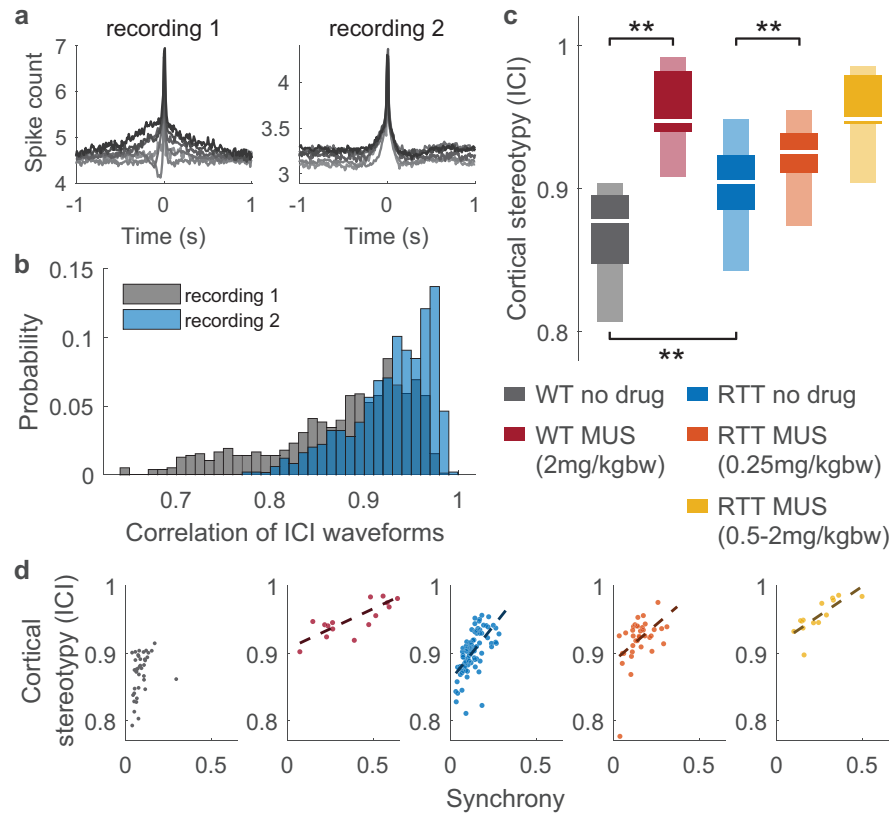 a
recording 1
recording 2
Spike count
7
6
5
4
-1
0
1
Time (s)
4
3.6
3
-1
0
1
Time (s)
b
0.15
0.1
0.05
0
Probability
recording 1
recording 2
0.7
0.8
0.9
1
Correlation of ICI waveforms
c
Cortical stereotypy (ICI)
1
0.9
0.8
**
**
**
WT no drug
WT MUS
(2mg/kgbw)
RTT no drug
RTT MUS
(0.25mg/kgbw)
RTT MUS
(0.5-2mg/kgbw)
d
Cortical
stereotypy (ICI)
1
0.9
0.8
0
0.5
1
0.9
0.8
0
0.5
1
0.9
0.8
0
0.5
1
0.9
0.8
0
0.5
1
0.9
0.8
0
0.5
Synchrony